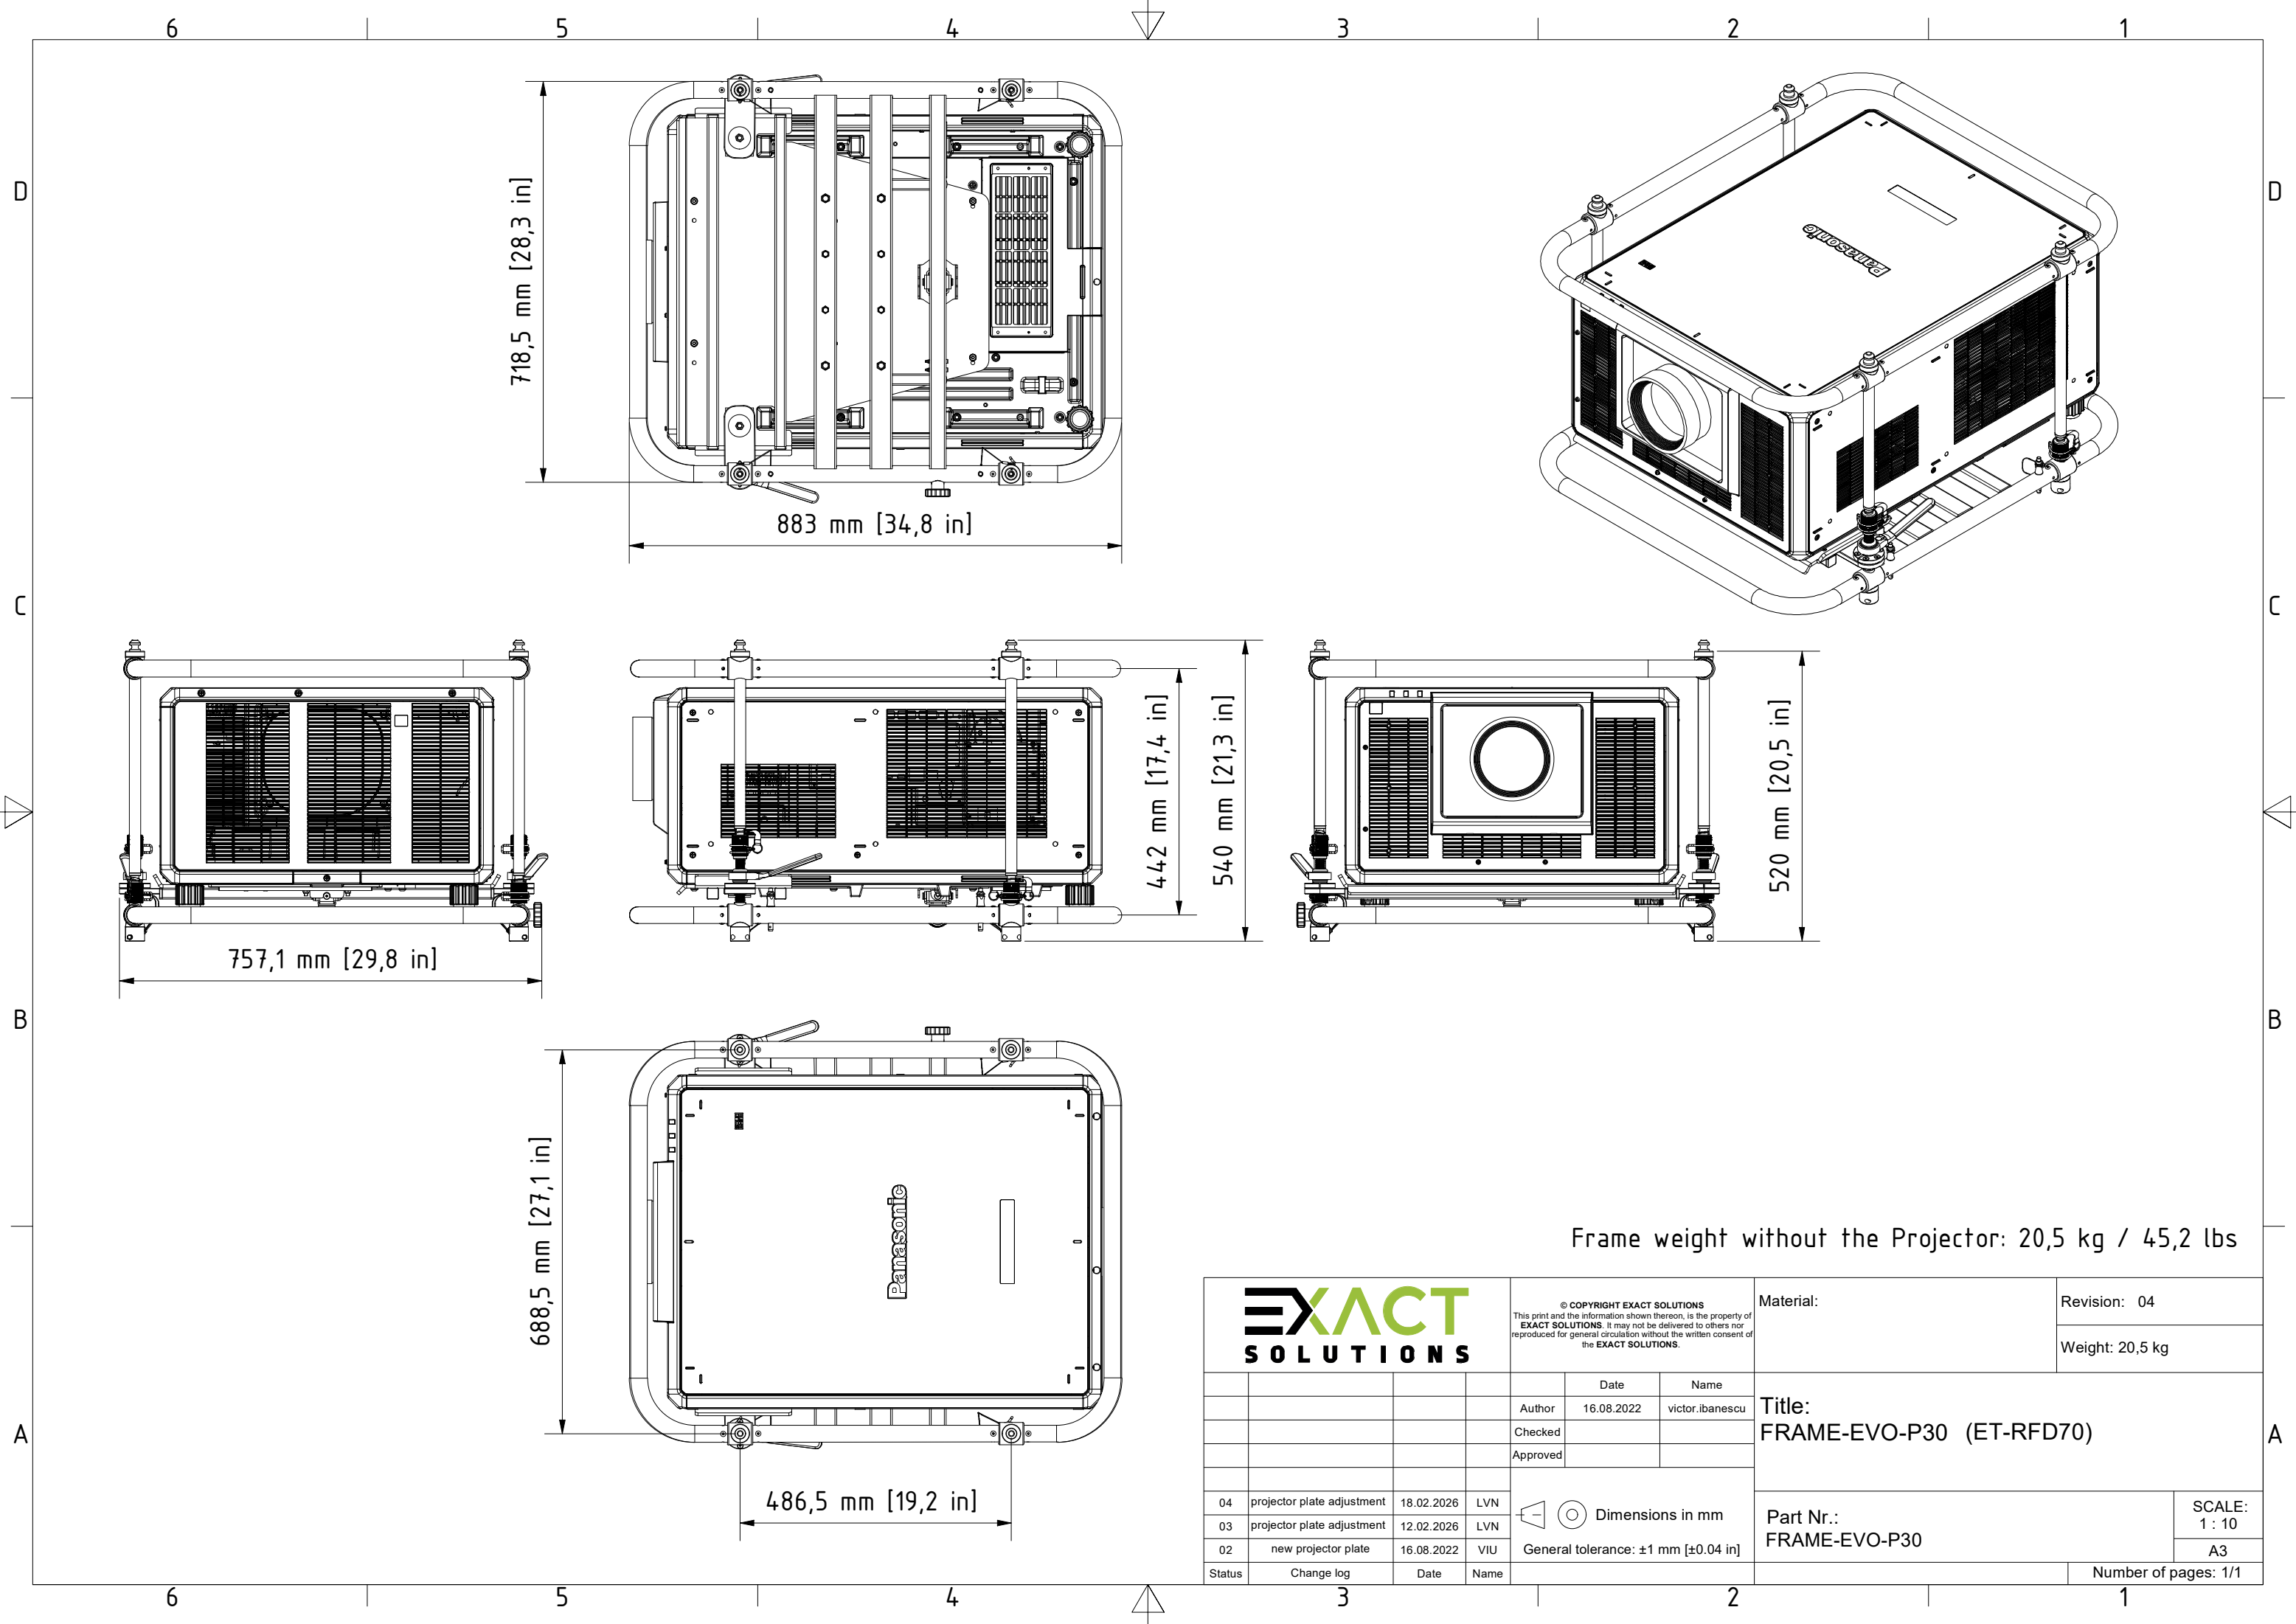 6 5 4 3 2 1
D D
718,5 mm [28,3 in]
883 mm [34,8 in]
Panasonic
C C
757,1 mm [29,8 in]
442 mm [17,4 in]
540 mm [21,3 in]
520 mm [20,5 in]
B B
688,5 mm [27,1 in]
Panasonic
486,5 mm [19,2 in]
Frame weight without the Projector: 20,5 kg / 45,2 lbs
EXACT
SOLUTIONS
© COPYRIGHT EXACT SOLUTIONS
This print and the information shown thereon, is the property of
EXACT SOLUTIONS. It may not be delivered to others nor
reproduced for general circulation without the written consent of
the EXACT SOLUTIONS.
Material:
Revision: 04
Weight: 20,5 kg
Date Name
Author 16.08.2022 victor.ibanescu
Checked
Approved
Title:
FRAME-EVO-P30 (ET-RFD70)
A A
04 projector plate adjustment 18.02.2026 LVN
03 projector plate adjustment 12.02.2026 LVN
02 new projector plate 16.08.2022 VIU
Status Change log Date Name
Dimensions in mm
General tolerance: ±1 mm [±0.04 in]
Part Nr.:
FRAME-EVO-P30
SCALE:
1 : 10
A3
Number of pages: 1/1
6 5 4 3 2 1